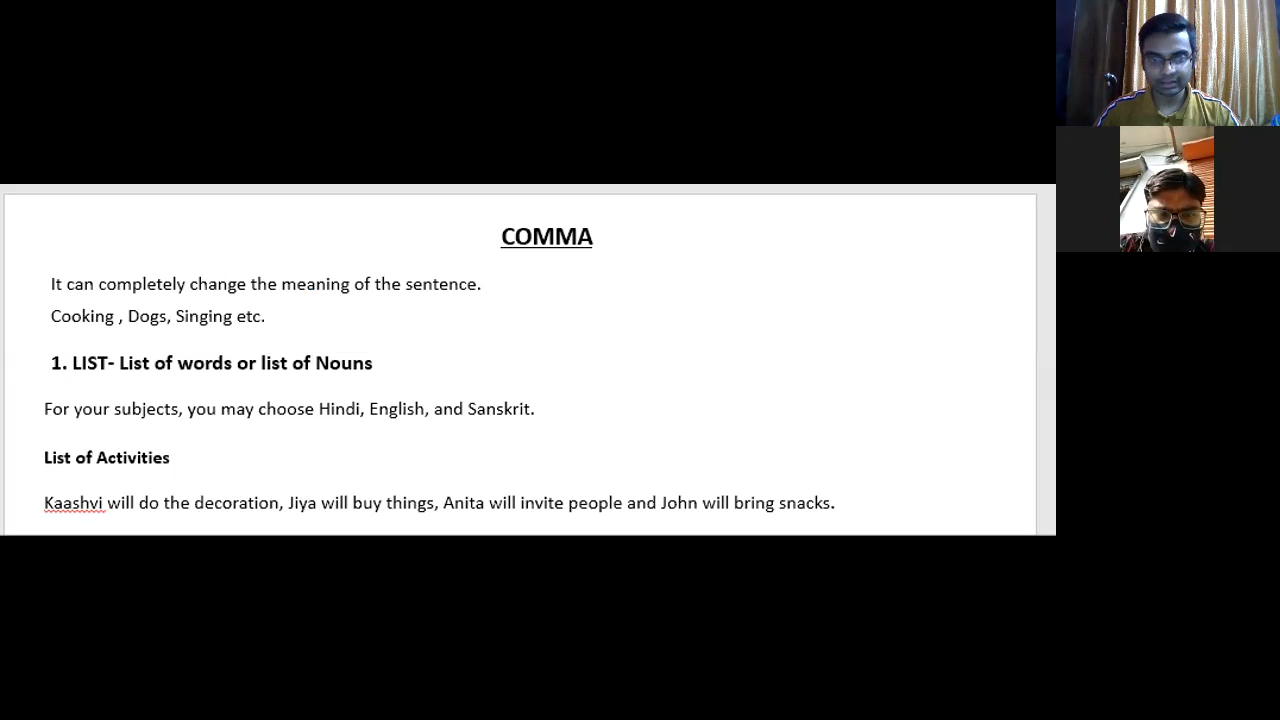 COMMA
It can completely change the meaning of the sentence.
Cooking , Dogs, Singing etc.
1. LIST- List of words or list of Nouns
For your subjects, you may choose Hindi, English, and Sanskrit.
List of Activities
Kaashvi will do the decoration, Jiya will buy things, Anita will invite people and John will bring snacks.